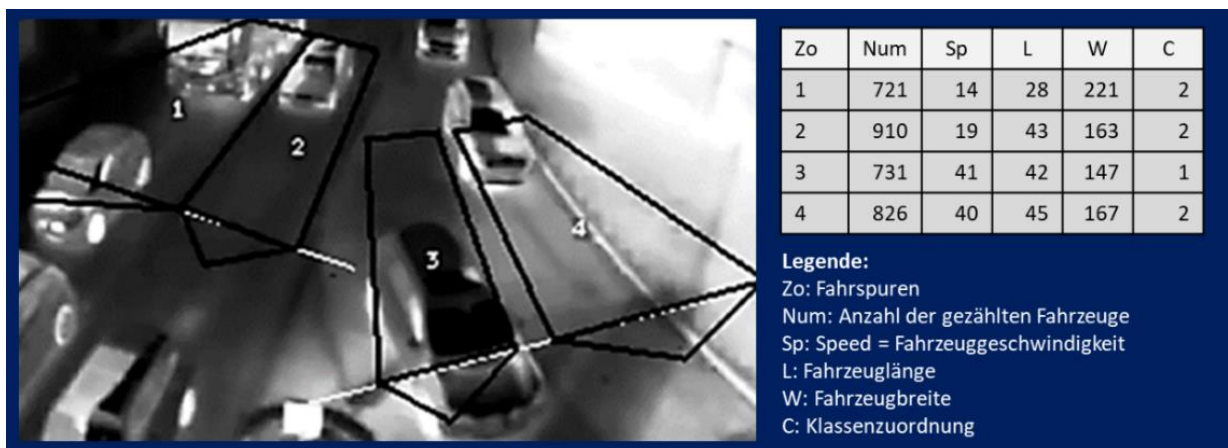 1
2
3
4
Zo Num Sp L W C
1 721 14 28 221 2
2 910 19 43 163 2
3 731 41 42 147 1
4 826 40 45 167 2
Legende:
Zo: Fahrspuren
Num: Anzahl der gezählten Fahrzeuge
Sp: Speed = Fahrzeuggeschwindigkeit
L: Fahrzeuglänge
W: Fahrzeugbreite
C: Klassenzuordnung